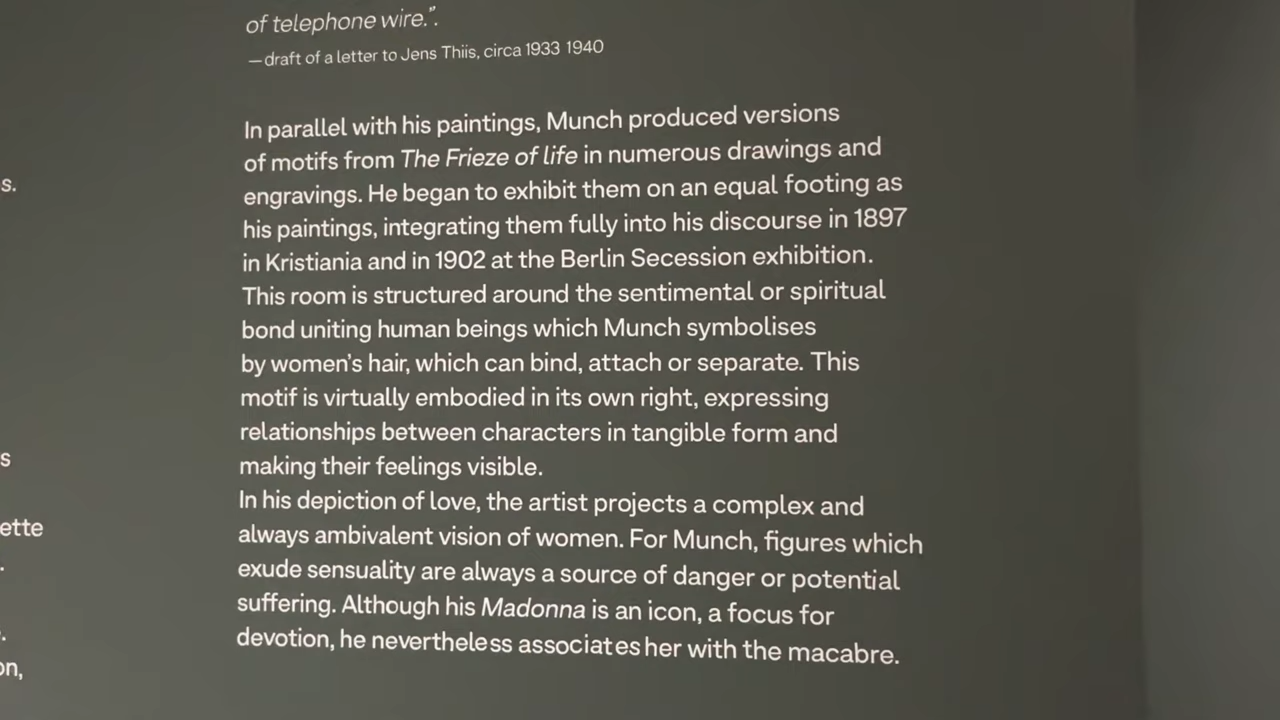 of telephone wire.”.
—draft of a letter to Jens Thiis, circa 1933 1940
In parallel with his paintings, Munch produced versions
of motifs from The Frieze of life in numerous drawings and
engravings. He began to exhibit them on an equal footing as
his paintings, integrating them fully into his discourse in 1897
in Kristiania and in 1902 at the Berlin Secession exhibition.
This room is structured around the sentimental or spiritual
bond uniting human beings which Munch symbolises
by women’s hair, which can bind, attach or separate. This
motif is virtually embodied in its own right, expressing
relationships between characters in tangible form and
making their feelings visible.
In his depiction of love, the artist projects a complex and
always ambivalent vision of women. For Munch, figures which
exude sensuality are always a source of danger or potential
suffering. Although his Madonna is an icon, a focus for
devotion, he nevertheless associates her with the macabre.